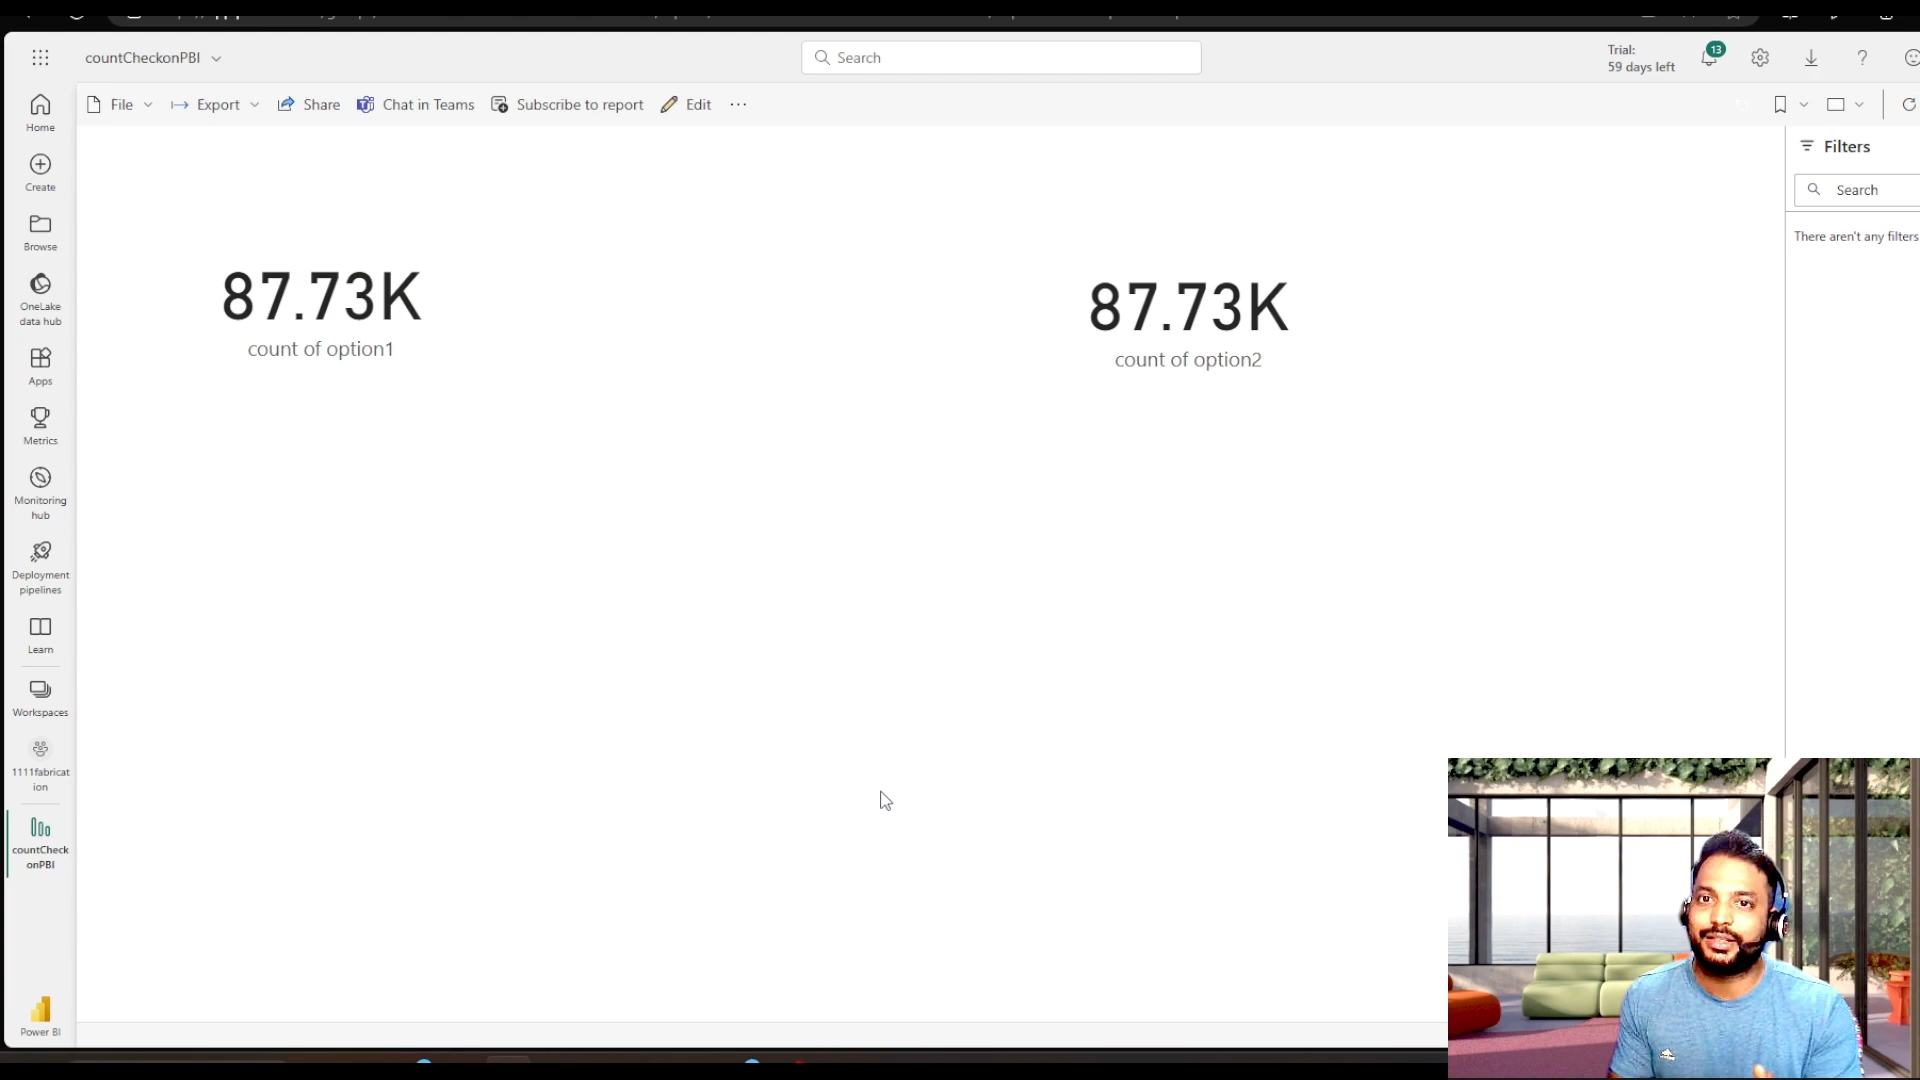 countCheckonPBI
Search
Trial:
59 days left
13
File
Export
Share
Chat in Teams
Subscribe to report
Edit
Home
Create
Browse
OneLake
data hub
Apps
Metrics
Monitoring
hub
Deployment
pipelines
Learn
Workspaces
1111fabricat
ion
countCheck
onPBI
Power BI
87.73K
count of option1
87.73K
count of option2
Filters
Search
There aren't any filters